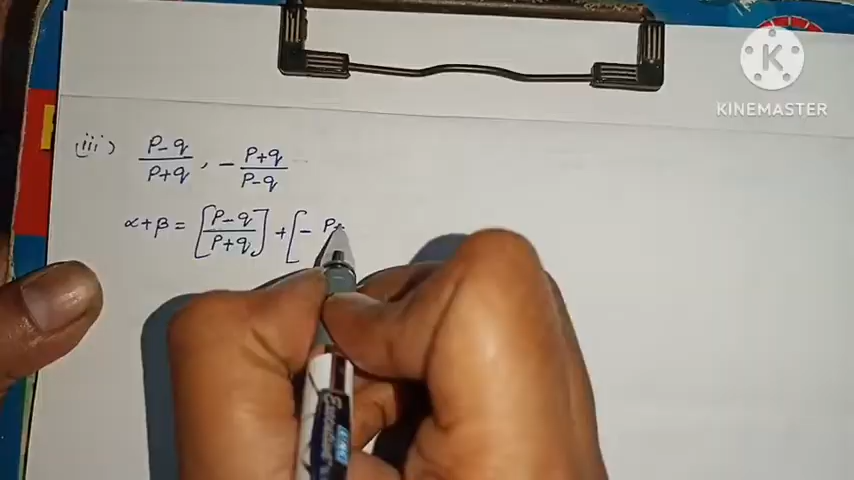 K
KINEMASTER
(iii) P-q/P+q, - P+q/P-q
α+β = [P-q/P+q] + [- P+